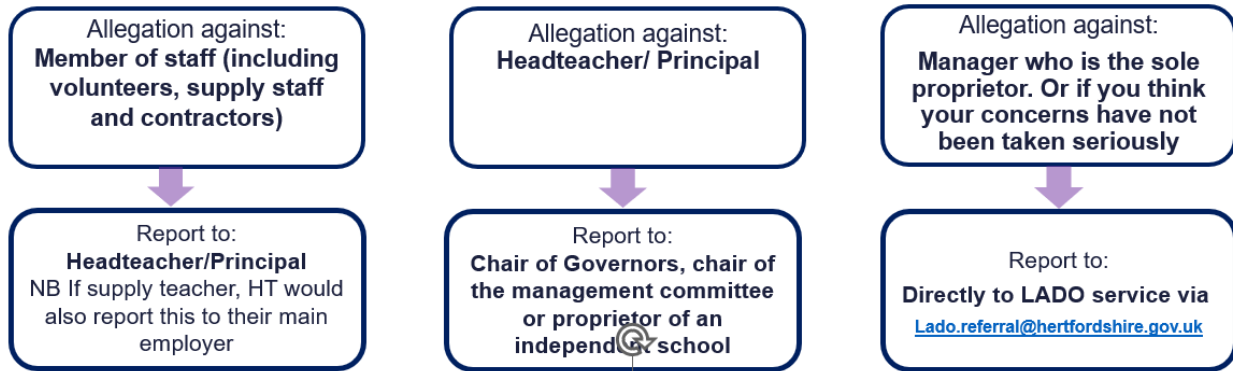 Allegation against:
Member of staff (including
volunteers, supply staff
and contractors)
Report to:
Headteacher/Principal
NB If supply teacher, HT would
also report this to their main
employer
Allegation against:
Headteacher/ Principal
Report to:
Chair of Governors, chair of
the management committee
or proprietor of an
independent school
Allegation against:
Manager who is the sole
proprietor. Or if you think
your concerns have not
been taken seriously
Report to:
Directly to LADO service via
Lado.referral@hertfordshire.gov.uk